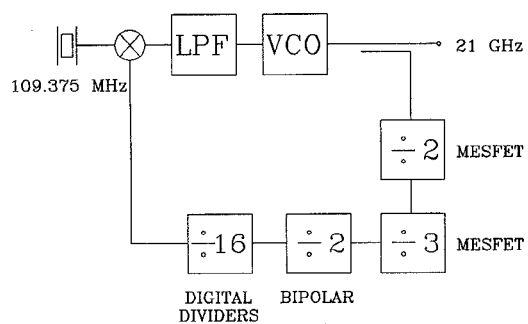 LPF VCO 21 GHz
109.375 MHz
÷ 2 MESFET
÷ 16 ÷ 2 ÷ 3 MESFET
DIGITAL BIPOLAR
DIVIDERS